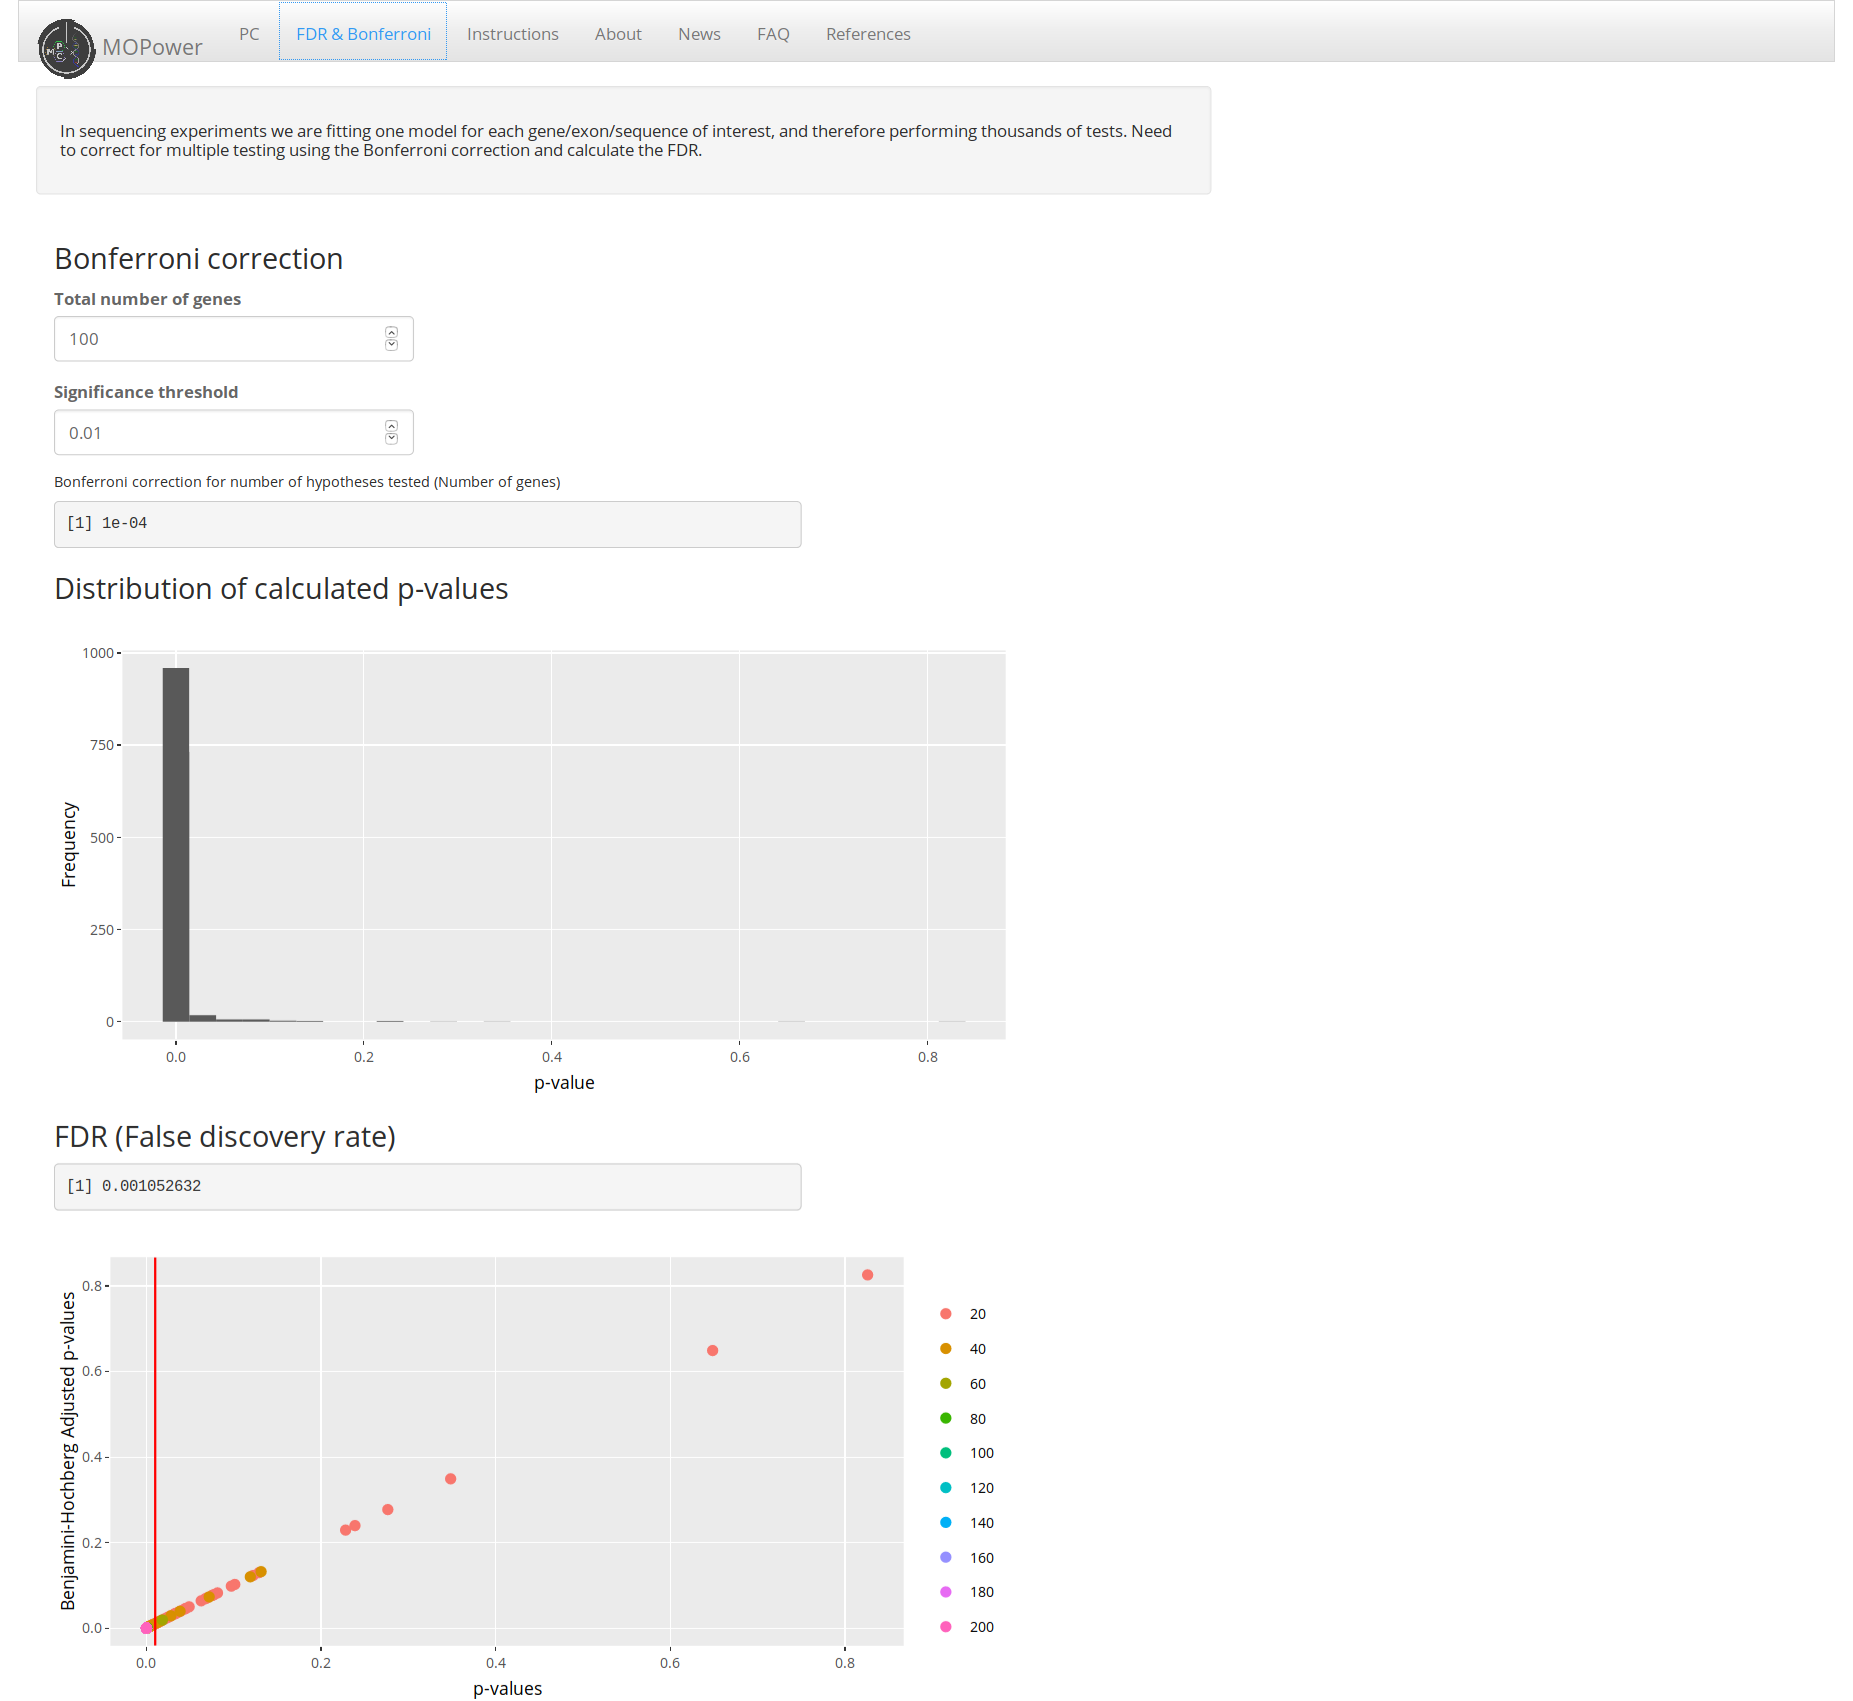 MOPower
PC
FDR & Bonferroni
Instructions
About
News
FAQ
References
In sequencing experiments we are fitting one model for each gene/exon/sequence of interest, and therefore performing thousands of tests. Need
to correct for multiple testing using the Bonferroni correction and calculate the FDR.
Bonferroni correction
Total number of genes
100
Significance threshold
0.01
Bonferroni correction for number of hypotheses tested (Number of genes)
[1] 1e-04
Distribution of calculated p-values
1000
750
500
250
0
Frequency
0.0
0.2
0.4
0.6
0.8
p-value
FDR (False discovery rate)
[1] 0.001052632
0.8
0.6
0.4
0.2
0.0
Benjamini-Hochberg Adjusted p-values
0.0
0.2
0.4
0.6
0.8
p-values
20
40
60
80
100
120
140
160
180
200